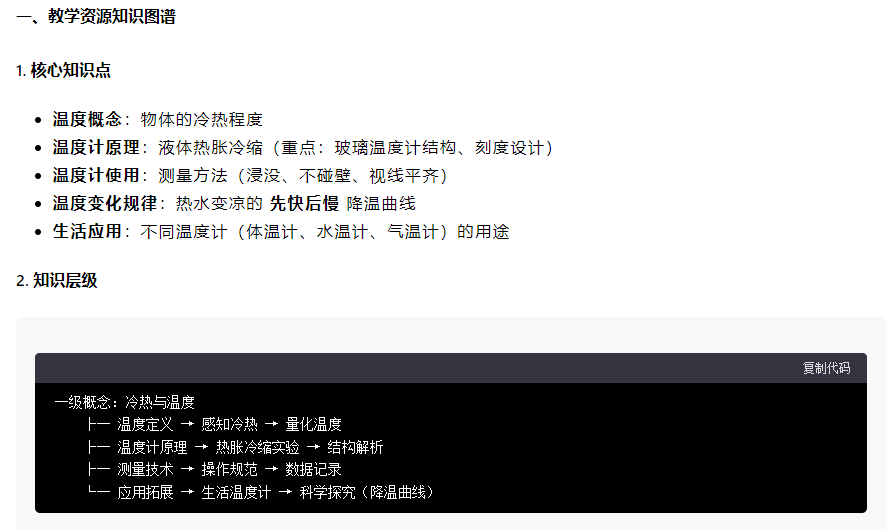 一、教学资源知识图谱
1. 核心知识点
• 温度概念：物体的冷热程度
• 温度计原理：液体热胀冷缩（重点：玻璃温度计结构、刻度设计）
• 温度计使用：测量方法（浸没、不碰壁、视线平齐）
• 温度变化规律：热水变凉的 先快后慢 降温曲线
• 生活应用：不同温度计（体温计、水温计、气温计）的用途
2. 知识层级
复制代码
一级概念：冷热与温度
├─ 温度定义 → 感知冷热 → 量化温度
├─ 温度计原理 → 热胀冷缩实验 → 结构解析
├─ 测量技术 → 操作规范 → 数据记录
└─ 应用拓展 → 生活温度计 → 科学探究（降温曲线）